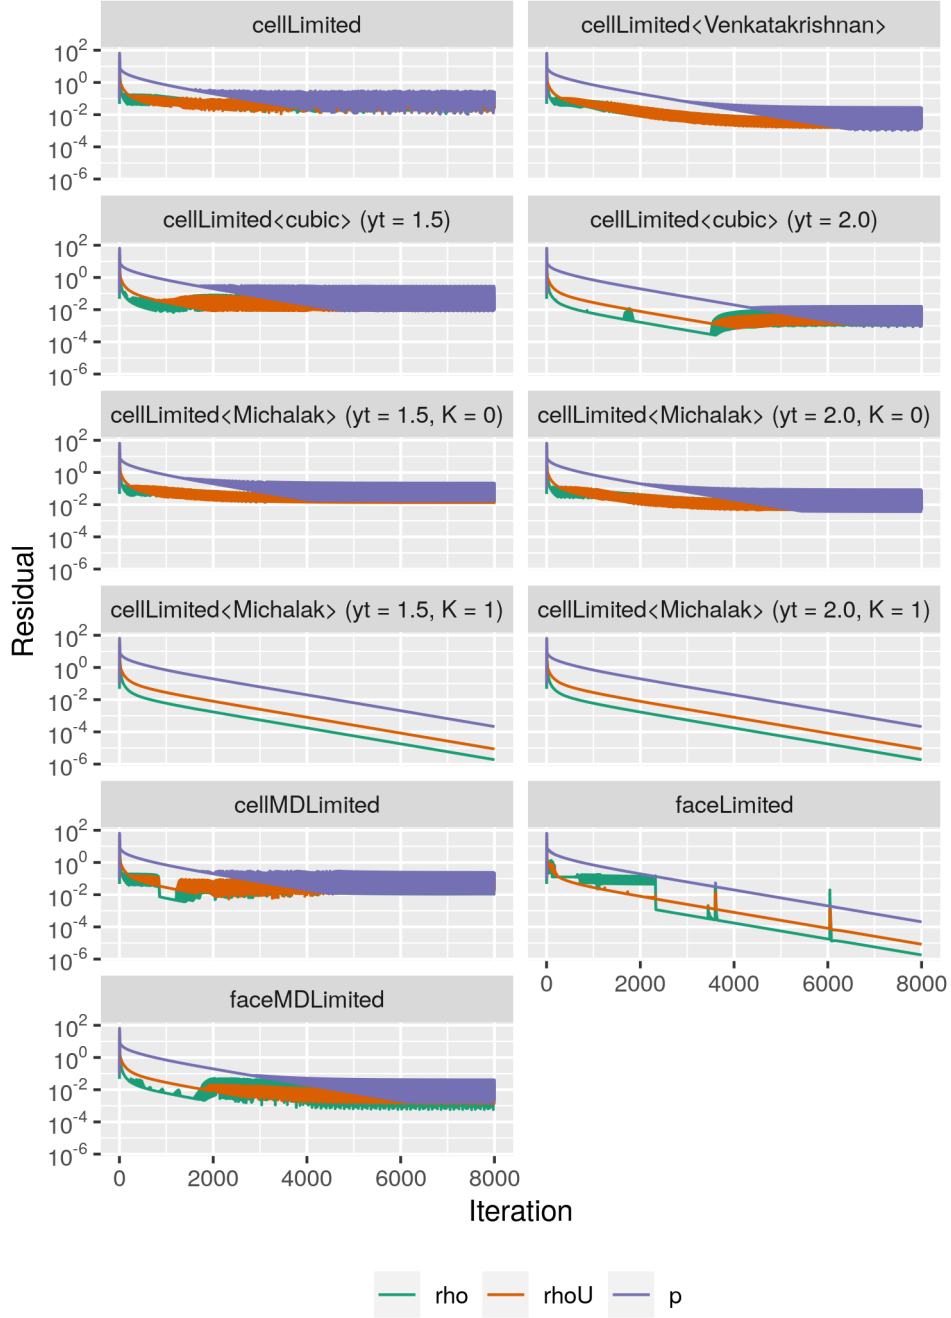 cellLimited
cellLimited<Venkatakrishnan>
10^2
10^0
10^-2
10^-4
10^-6
cellLimited<cubic> (yt = 1.5)
cellLimited<cubic> (yt = 2.0)
10^2
10^0
10^-2
10^-4
10^-6
cellLimited<Michalak> (yt = 1.5, K = 0)
cellLimited<Michalak> (yt = 2.0, K = 0)
10^2
10^0
10^-2
10^-4
10^-6
cellLimited<Michalak> (yt = 1.5, K = 1)
cellLimited<Michalak> (yt = 2.0, K = 1)
10^2
10^0
10^-2
10^-4
10^-6
Residual
cellMDLimited
faceLimited
10^2
10^0
10^-2
10^-4
10^-6
0 2000 4000 6000 8000
faceMDLimited
10^2
10^0
10^-2
10^-4
10^-6
0 2000 4000 6000 8000
Iteration
rho rhoU p